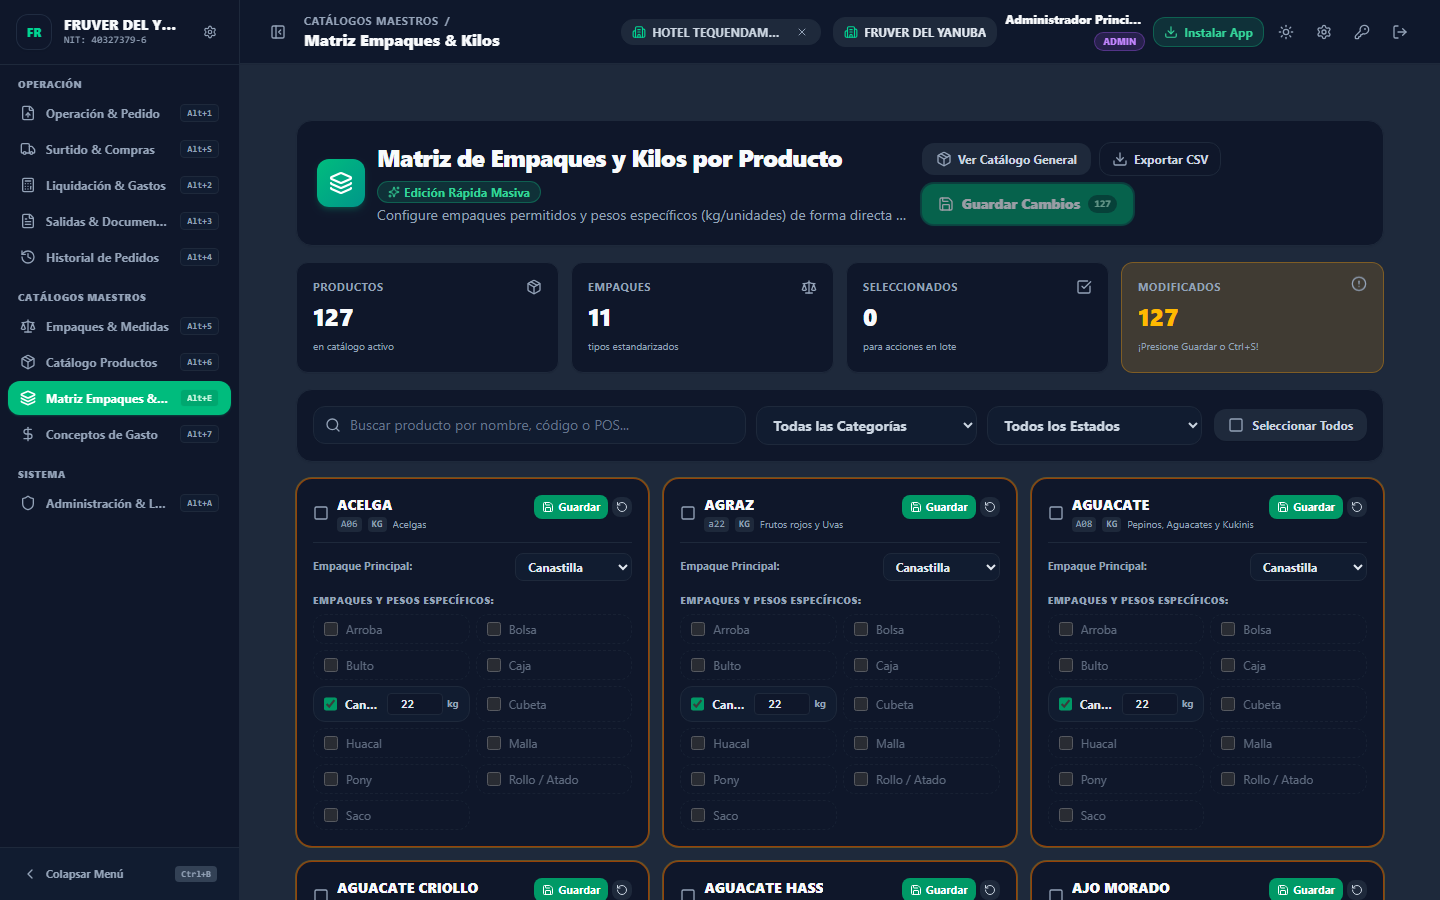 FR
FRUVER DEL Y...
NIT: 40327379-6
OPERACIÓN
Operación & Pedido Alt+1
Surtido & Compras Alt+S
Liquidación & Gastos Alt+2
Salidas & Documen... Alt+3
Historial de Pedidos Alt+4
CATÁLOGOS MAESTROS
Empaques & Medidas Alt+5
Catálogo Productos Alt+6
Matriz Empaques &... Alt+E
Conceptos de Gasto Alt+7
SISTEMA
Administración & L... Alt+A
Colapsar Menú Ctrl+B
CATÁLOGOS MAESTROS /
Matriz Empaques & Kilos
HOTEL TEQUENDAM...
FRUVER DEL YANUBA
Administrador Princi...
ADMIN
Instalar App
Matriz de Empaques y Kilos por Producto
Edición Rápida Masiva
Configure empaques permitidos y pesos específicos (kg/unidades) de forma directa ...
Ver Catálogo General
Exportar CSV
Guardar Cambios 127
PRODUCTOS
127
en catálogo activo
EMPAQUES
11
tipos estandarizados
SELECCIONADOS
0
para acciones en lote
MODIFICADOS
127
¡Presione Guardar o Ctrl+S!
Buscar producto por nombre, código o POS...
Todas las Categorías
Todos los Estados
Seleccionar Todos
ACELGA
Guardar
A06 KG Acelgas
Empaque Principal: Canastilla
EMPAQUES Y PESOS ESPECÍFICOS:
Arroba Bolsa
Bulto Caja
Can... 22 kg Cubeta
Huacal Malla
Pony Rollo / Atado
Saco
AGRAZ
Guardar
a22 KG Frutos rojos y Uvas
Empaque Principal: Canastilla
EMPAQUES Y PESOS ESPECÍFICOS:
Arroba Bolsa
Bulto Caja
Can... 22 kg Cubeta
Huacal Malla
Pony Rollo / Atado
Saco
AGUACATE
Guardar
A08 KG Pepinos, Aguacates y Kukinis
Empaque Principal: Canastilla
EMPAQUES Y PESOS ESPECÍFICOS:
Arroba Bolsa
Bulto Caja
Can... 22 kg Cubeta
Huacal Malla
Pony Rollo / Atado
Saco
AGUACATE CRIOLLO Guardar
AGUACATE HASS Guardar
AJO MORADO Guardar